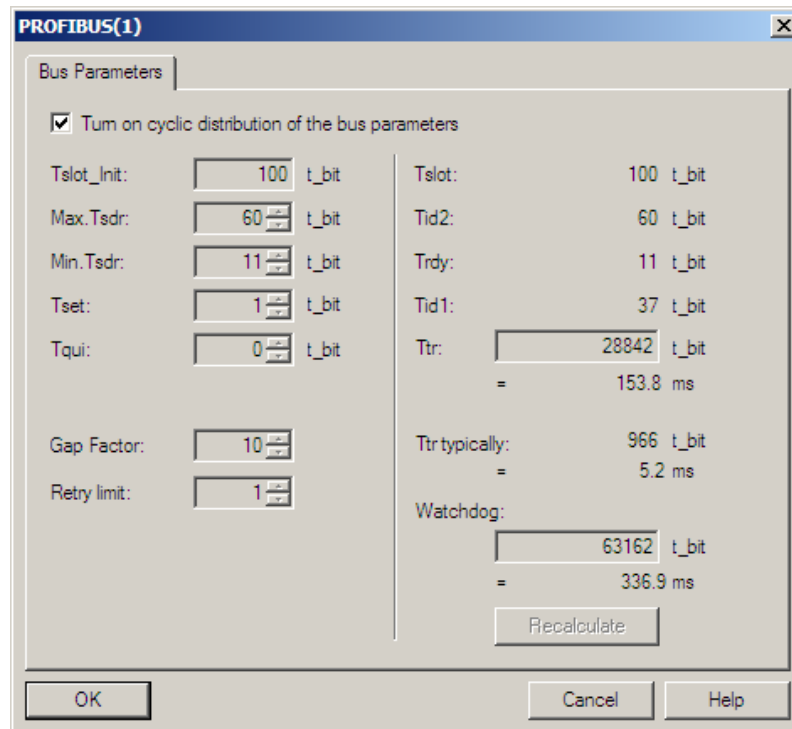 PROFIBUS(1)
Bus Parameters
Turn on cyclic distribution of the bus parameters
Tslot_Init: 100 t_bit
Max.Tsdr: 60 t_bit
Min.Tsdr: 11 t_bit
Tset: 1 t_bit
Tqui: 0 t_bit
Gap Factor: 10
Retry limit: 1
Tslot: 100 t_bit
Tid2: 60 t_bit
Trdy: 11 t_bit
Tid1: 37 t_bit
Ttr: 28842 t_bit
= 153.8 ms
Ttr typically: 966 t_bit
= 5.2 ms
Watchdog:
63162 t_bit
= 336.9 ms
Recalculate
OK Cancel Help